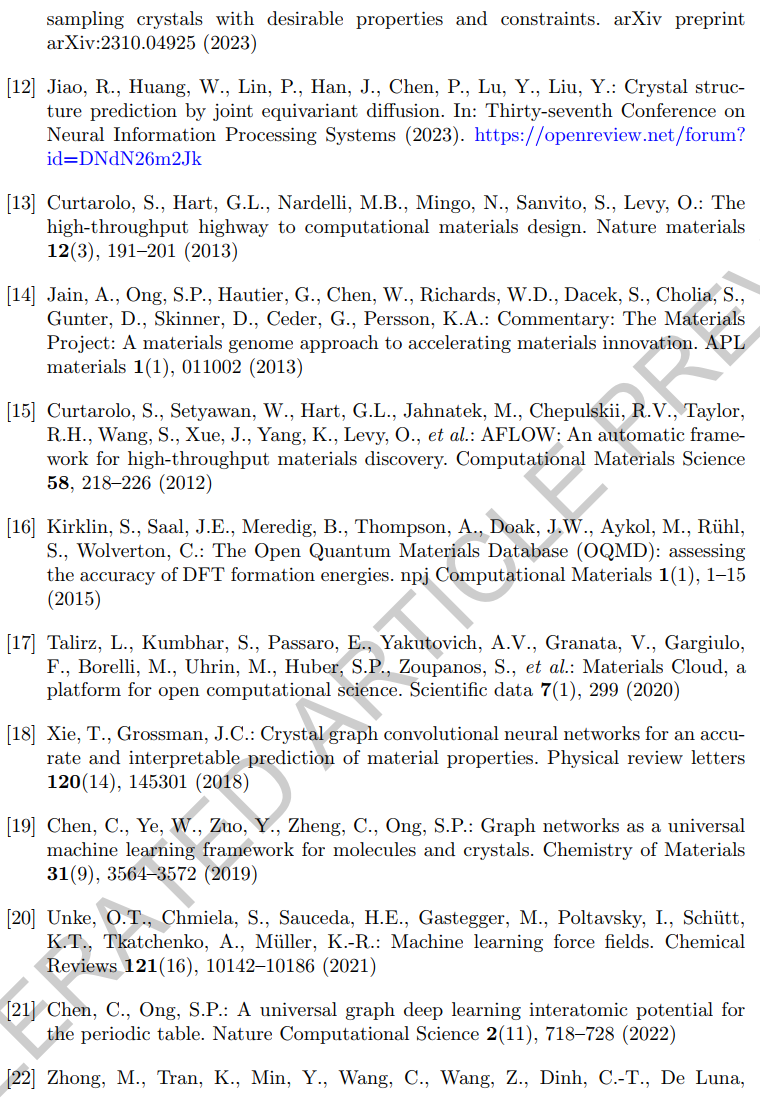 sampling crystals with desirable properties and constraints. arXiv preprint
arXiv:2310.04925 (2023)
[12] Jiao, R., Huang, W., Lin, P., Han, J., Chen, P., Lu, Y., Liu, Y.: Crystal struc-
ture prediction by joint equivariant diffusion. In: Thirty-seventh Conference on
Neural Information Processing Systems (2023). https://openreview.net/forum?
id=DNdN26m2Jk
[13] Curtarolo, S., Hart, G.L., Nardelli, M.B., Mingo, N., Sanvito, S., Levy, O.: The
high-throughput highway to computational materials design. Nature materials
12(3), 191–201 (2013)
[14] Jain, A., Ong, S.P., Hautier, G., Chen, W., Richards, W.D., Dacek, S., Cholia, S.,
Gunter, D., Skinner, D., Ceder, G., Persson, K.A.: Commentary: The Materials
Project: A materials genome approach to accelerating materials innovation. APL
materials 1(1), 011002 (2013)
[15] Curtarolo, S., Setyawan, W., Hart, G.L., Jahnatek, M., Chepulskii, R.V., Taylor,
R.H., Wang, S., Xue, J., Yang, K., Levy, O., et al.: AFLOW: An automatic frame-
work for high-throughput materials discovery. Computational Materials Science
58, 218–226 (2012)
[16] Kirklin, S., Saal, J.E., Meredig, B., Thompson, A., Doak, J.W., Aykol, M., Rühl,
S., Wolverton, C.: The Open Quantum Materials Database (OQMD): assessing
the accuracy of DFT formation energies. npj Computational Materials 1(1), 1–15
(2015)
[17] Talirz, L., Kumbhar, S., Passaro, E., Yakutovich, A.V., Granata, V., Gargiulo,
F., Borelli, M., Uhrin, M., Huber, S.P., Zoupanos, S., et al.: Materials Cloud, a
platform for open computational science. Scientific data 7(1), 299 (2020)
[18] Xie, T., Grossman, J.C.: Crystal graph convolutional neural networks for an accu-
rate and interpretable prediction of material properties. Physical review letters
120(14), 145301 (2018)
[19] Chen, C., Ye, W., Zuo, Y., Zheng, C., Ong, S.P.: Graph networks as a universal
machine learning framework for molecules and crystals. Chemistry of Materials
31(9), 3564–3572 (2019)
[20] Unke, O.T., Chmiela, S., Sauceda, H.E., Gastegger, M., Poltavsky, I., Schütt,
K.T., Tkatchenko, A., Müller, K.-R.: Machine learning force fields. Chemical
Reviews 121(16), 10142–10186 (2021)
[21] Chen, C., Ong, S.P.: A universal graph deep learning interatomic potential for
the periodic table. Nature Computational Science 2(11), 718–728 (2022)
[22] Zhong, M., Tran, K., Min, Y., Wang, C., Wang, Z., Dinh, C.-T., De Luna,
ERATED ARTICLE PREV